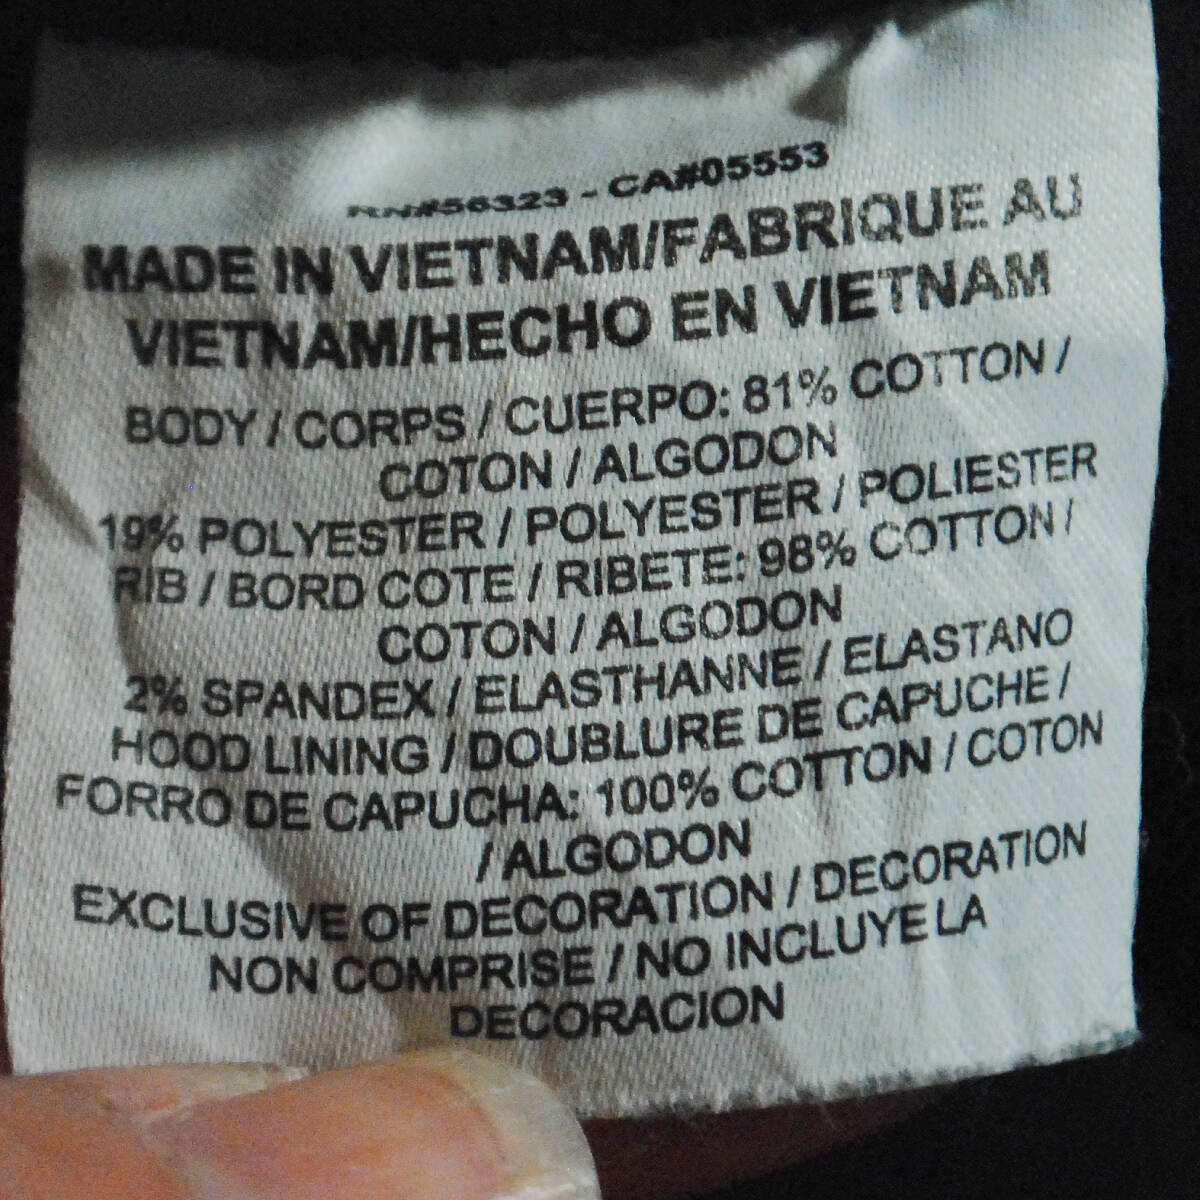 RN#56323 - CA#05553
MADE IN VIETNAM/FABRIQUE AU
VIETNAM/HECHO EN VIETNAM
BODY / CORPS / CUERPO: 81% COTTON /
COTON / ALGODON
19% POLYESTER / POLYESTER / POLIESTER
RIB / BORD COTE / RIBETE: 98% COTTON /
COTON / ALGODON
2% SPANDEX / ELASTHANNE / ELASTANO
HOOD LINING / DOUBLURE DE CAPUCHE /
FORRO DE CAPUCHA: 100% COTTON / COTON
/ ALGODON
EXCLUSIVE OF DECORATION / DECORATION
NON COMPRISE / NO INCLUYE LA
DECORACION